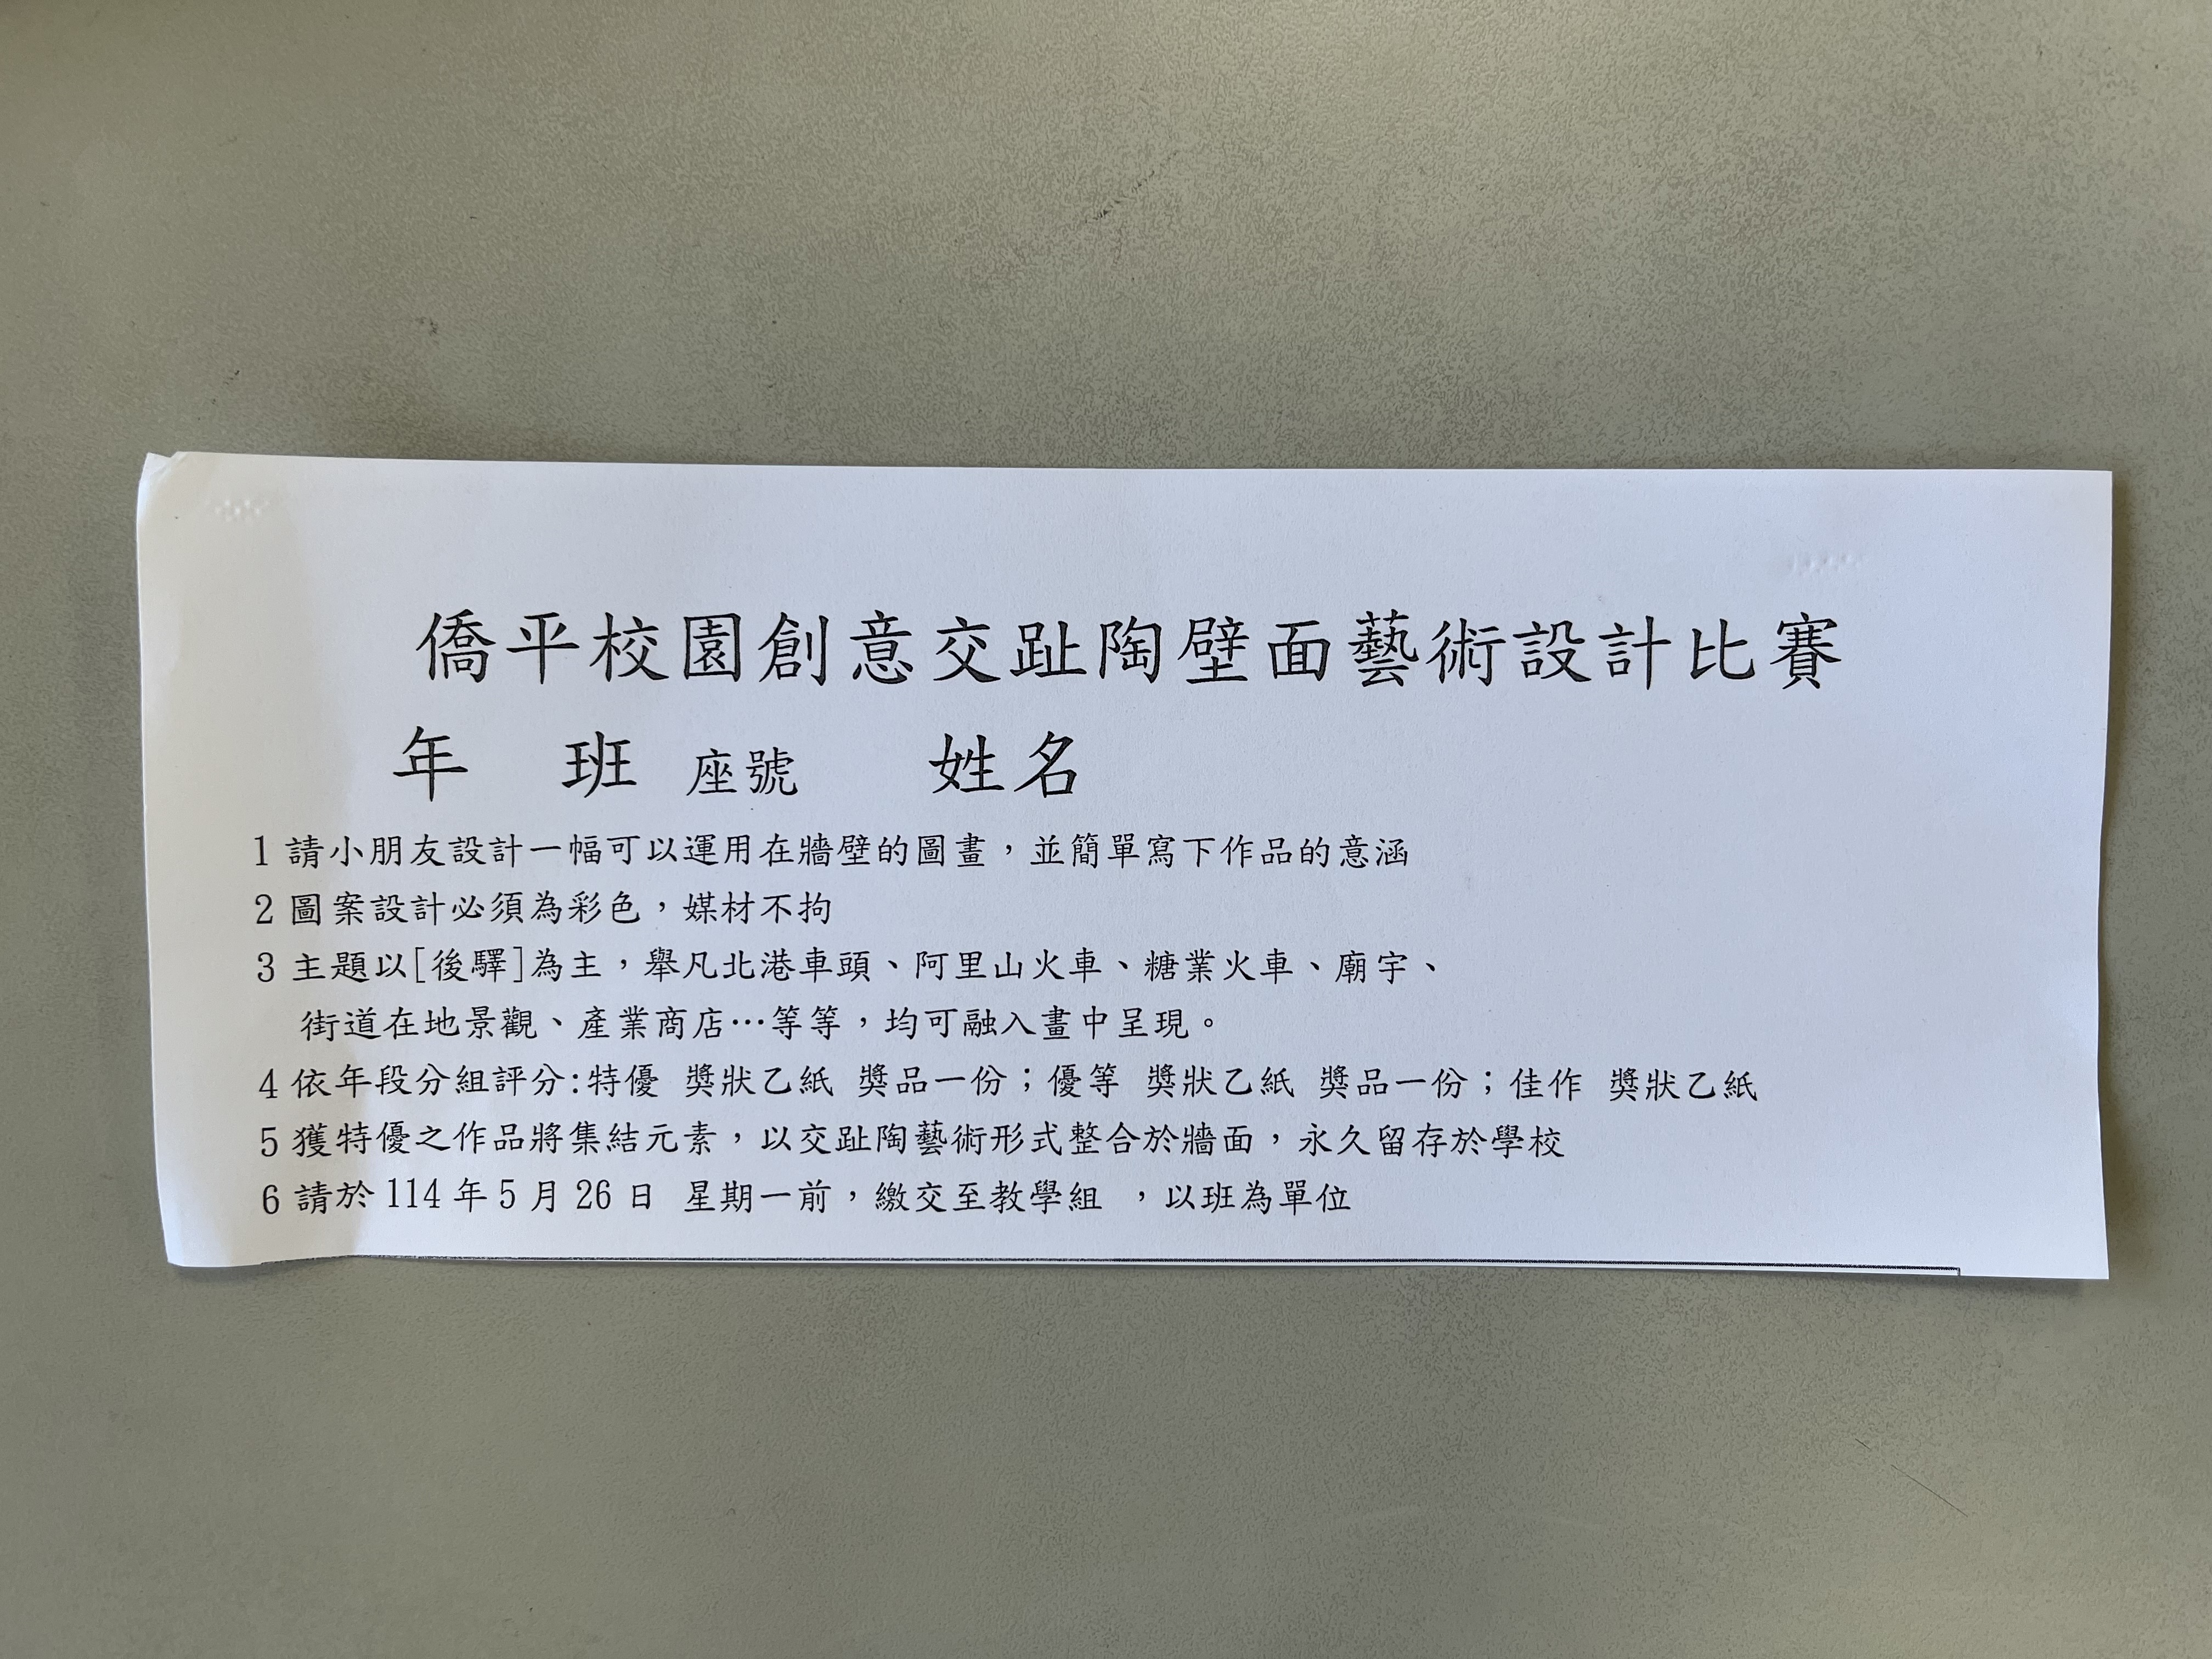 僑平校園創意交趾陶壁面藝術設計比賽
年 班 座號 姓名
1 請小朋友設計一幅可以運用在牆壁的圖畫，並簡單寫下作品的意涵
2 圖案設計必須為彩色，媒材不拘
3 主題以[後驛]為主，舉凡北港車頭、阿里山火車、糖業火車、廟宇、
街道在地景觀、產業商店…等等，均可融入畫中呈現。
4 依年段分組評分:特優 獎狀乙紙 獎品一份；優等 獎狀乙紙 獎品一份；佳作 獎狀乙紙
5 獲特優之作品將集結元素，以交趾陶藝術形式整合於牆面，永久留存於學校
6 請於 114 年 5 月 26 日 星期一前，繳交至教學組 ，以班為單位